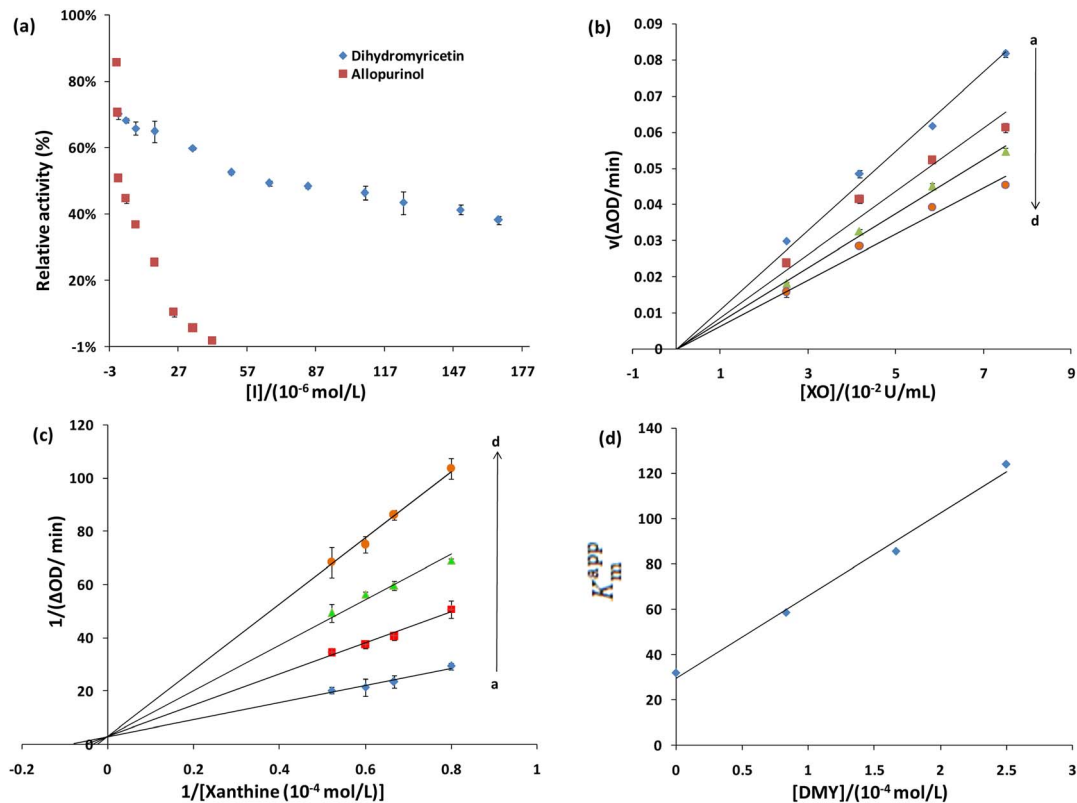 (a)
100%
80%
60%
40%
20%
-1%
Relative activity (%)
Dihydromyricetin
Allopurinol
-3 27 57 87 117 147 177
[I]/(10-6 mol/L)
(b)
0.09
0.08
0.07
0.06
0.05
0.04
0.03
0.02
0.01
0
v(ΔOD/min)
a
d
-1 1 3 5 7 9
[XO]/(10-2 U/mL)
(c)
120
100
80
60
40
20
0
1/(ΔOD/ min)
d
a
-0.2 0 0.2 0.4 0.6 0.8 1
1/[Xanthine (10-4 mol/L)]
(d)
140
120
100
80
60
40
20
0
Kmapp
0 0.5 1 1.5 2 2.5 3
[DMY]/(10-4 mol/L)